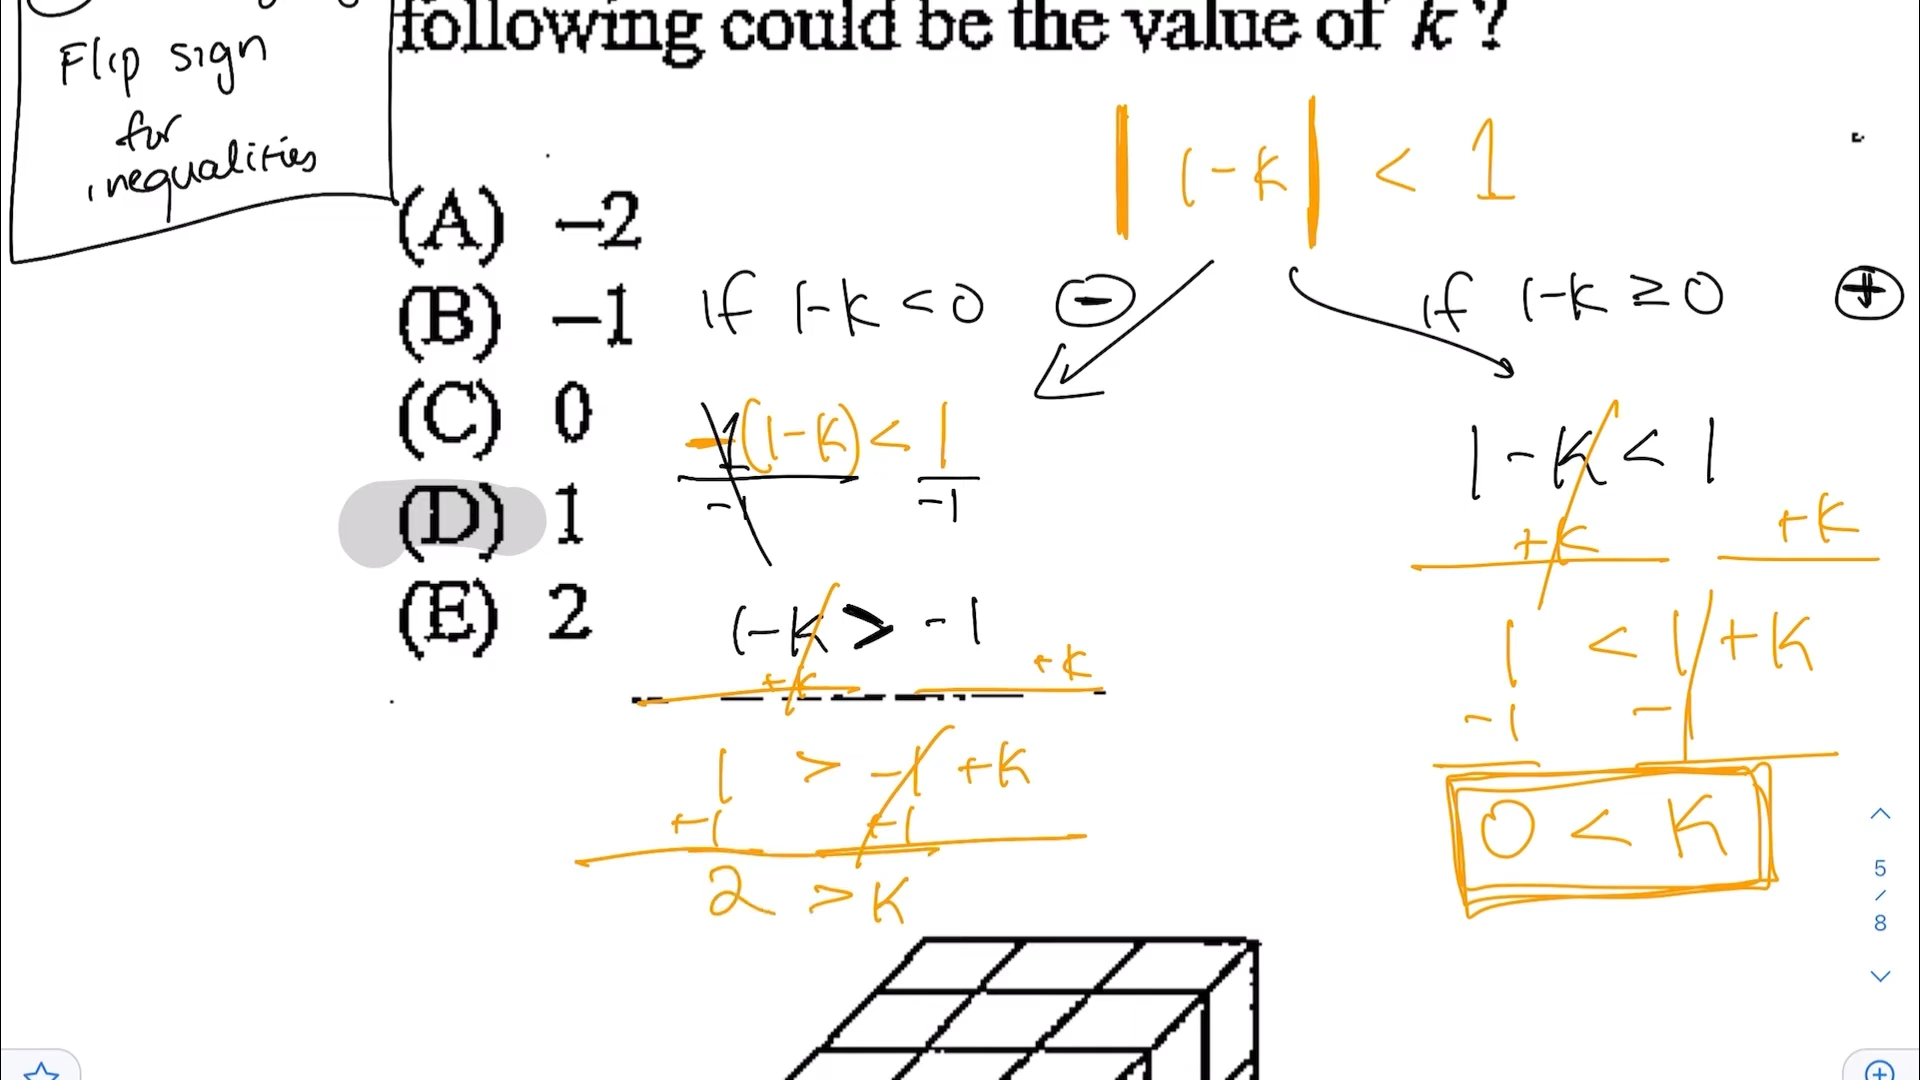 following could be the value of k ?
Flip sign
for
inequalities
|1-k| < 1
(A) -2
(B) -1
(C) 0
(D) 1
(E) 2
if 1-k < 0 -
-1(1-k) < 1
-1 -1
1-k > -1
+k +k
1 > -1 +k
+1 +1
2 > k
if 1-k ≥ 0 +
1-k < 1
+k +k
1 < 1 +k
-1 -1
0 < k
5
/
8